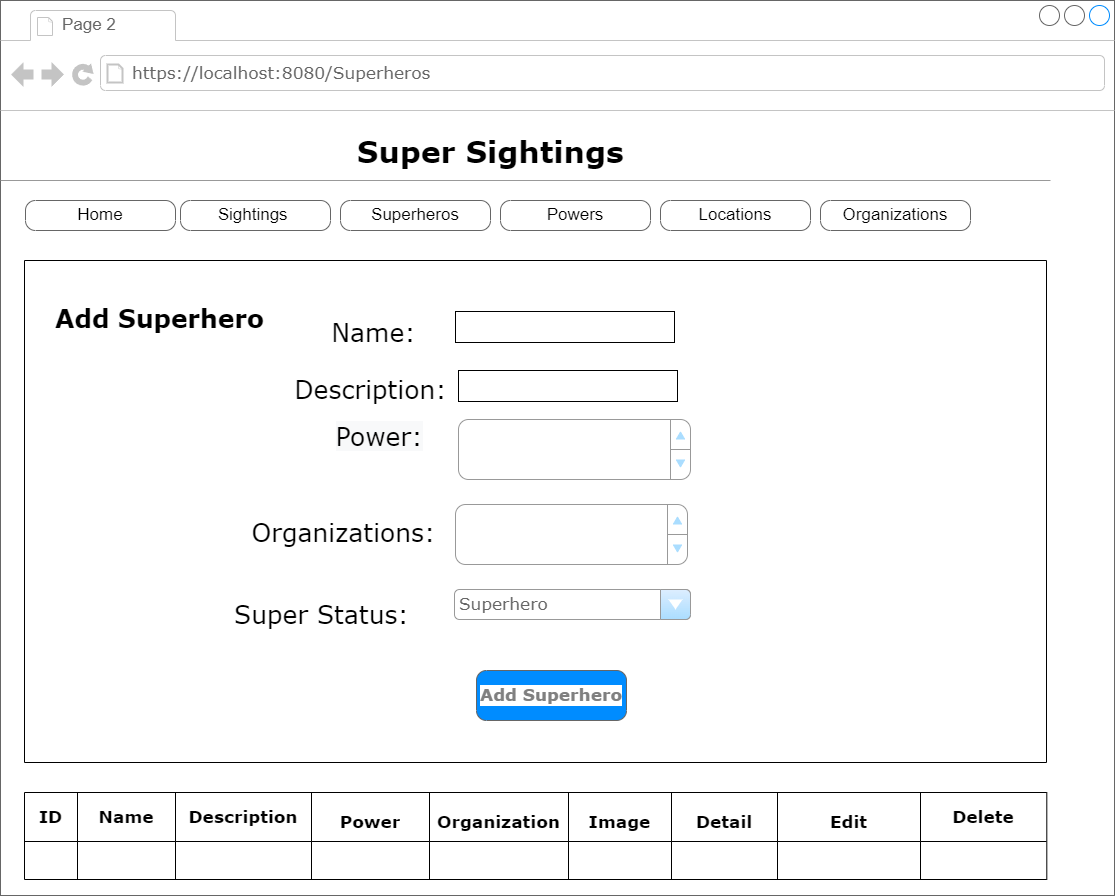 Page 2
https://localhost:8080/Superheros
Super Sightings
Home Sightings Superheros Powers Locations Organizations
Add Superhero
Name:
Description:
Power:
Organizations:
Super Status: Superhero
Add Superhero
ID Name Description Power Organization Image Detail Edit Delete